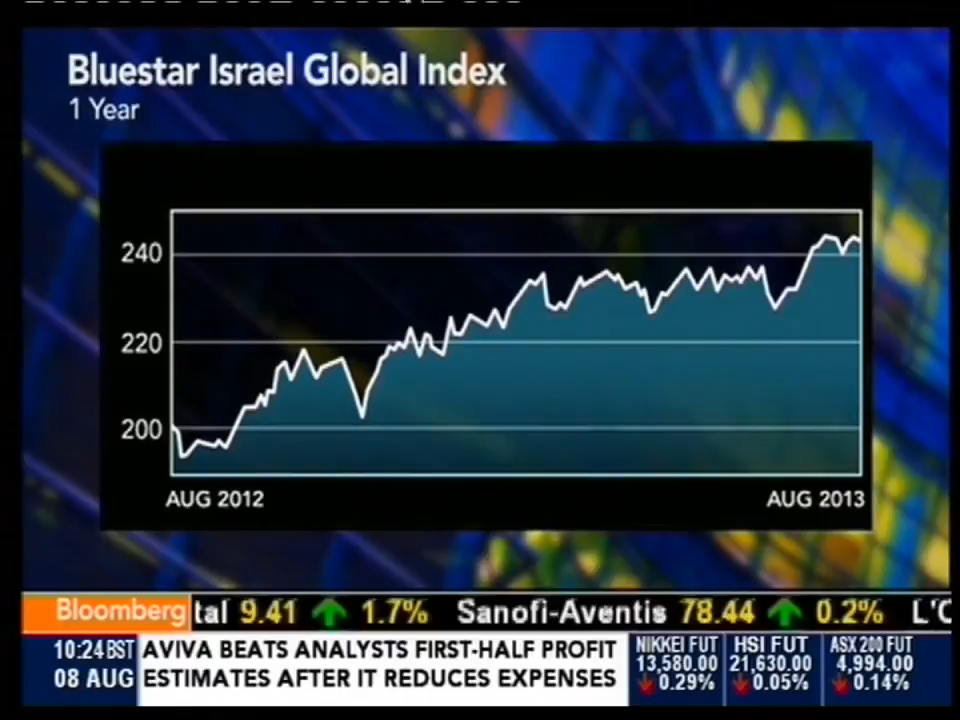 Bluestar Israel Global Index
1 Year
240
220
200
AUG 2012
AUG 2013
Bloomberg
tal 9.41 1.7% Sanofi-Aventis 78.44 0.2% L'O
10:24 BST
08 AUG
AVIVA BEATS ANALYSTS FIRST-HALF PROFIT
ESTIMATES AFTER IT REDUCES EXPENSES
NIKKEI FUT
13,580.00
0.29%
HSI FUT
21,630.00
0.05%
ASX 200 FUT
4,994.00
0.14%